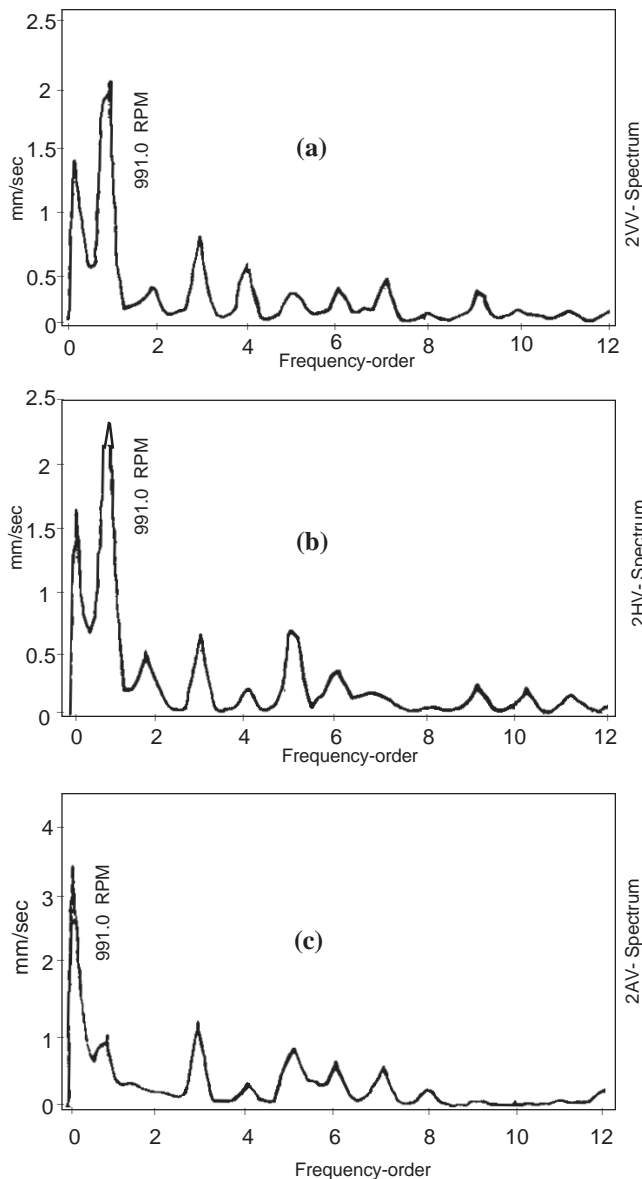 2.5
2
1.5
1
0.5
0
mm/sec
991.0 RPM
(a)
2VV- Spectrum
0 2 4 6 8 10 12
Frequency-order
2.5
2
1.5
1
0.5
0
mm/sec
991.0 RPM
(b)
2HV- Spectrum
0 2 4 6 8 10 12
Frequency-order
4
3
2
1
0
mm/sec
991.0 RPM
(c)
2AV- Spectrum
0 2 4 6 8 10 12
Frequency-order